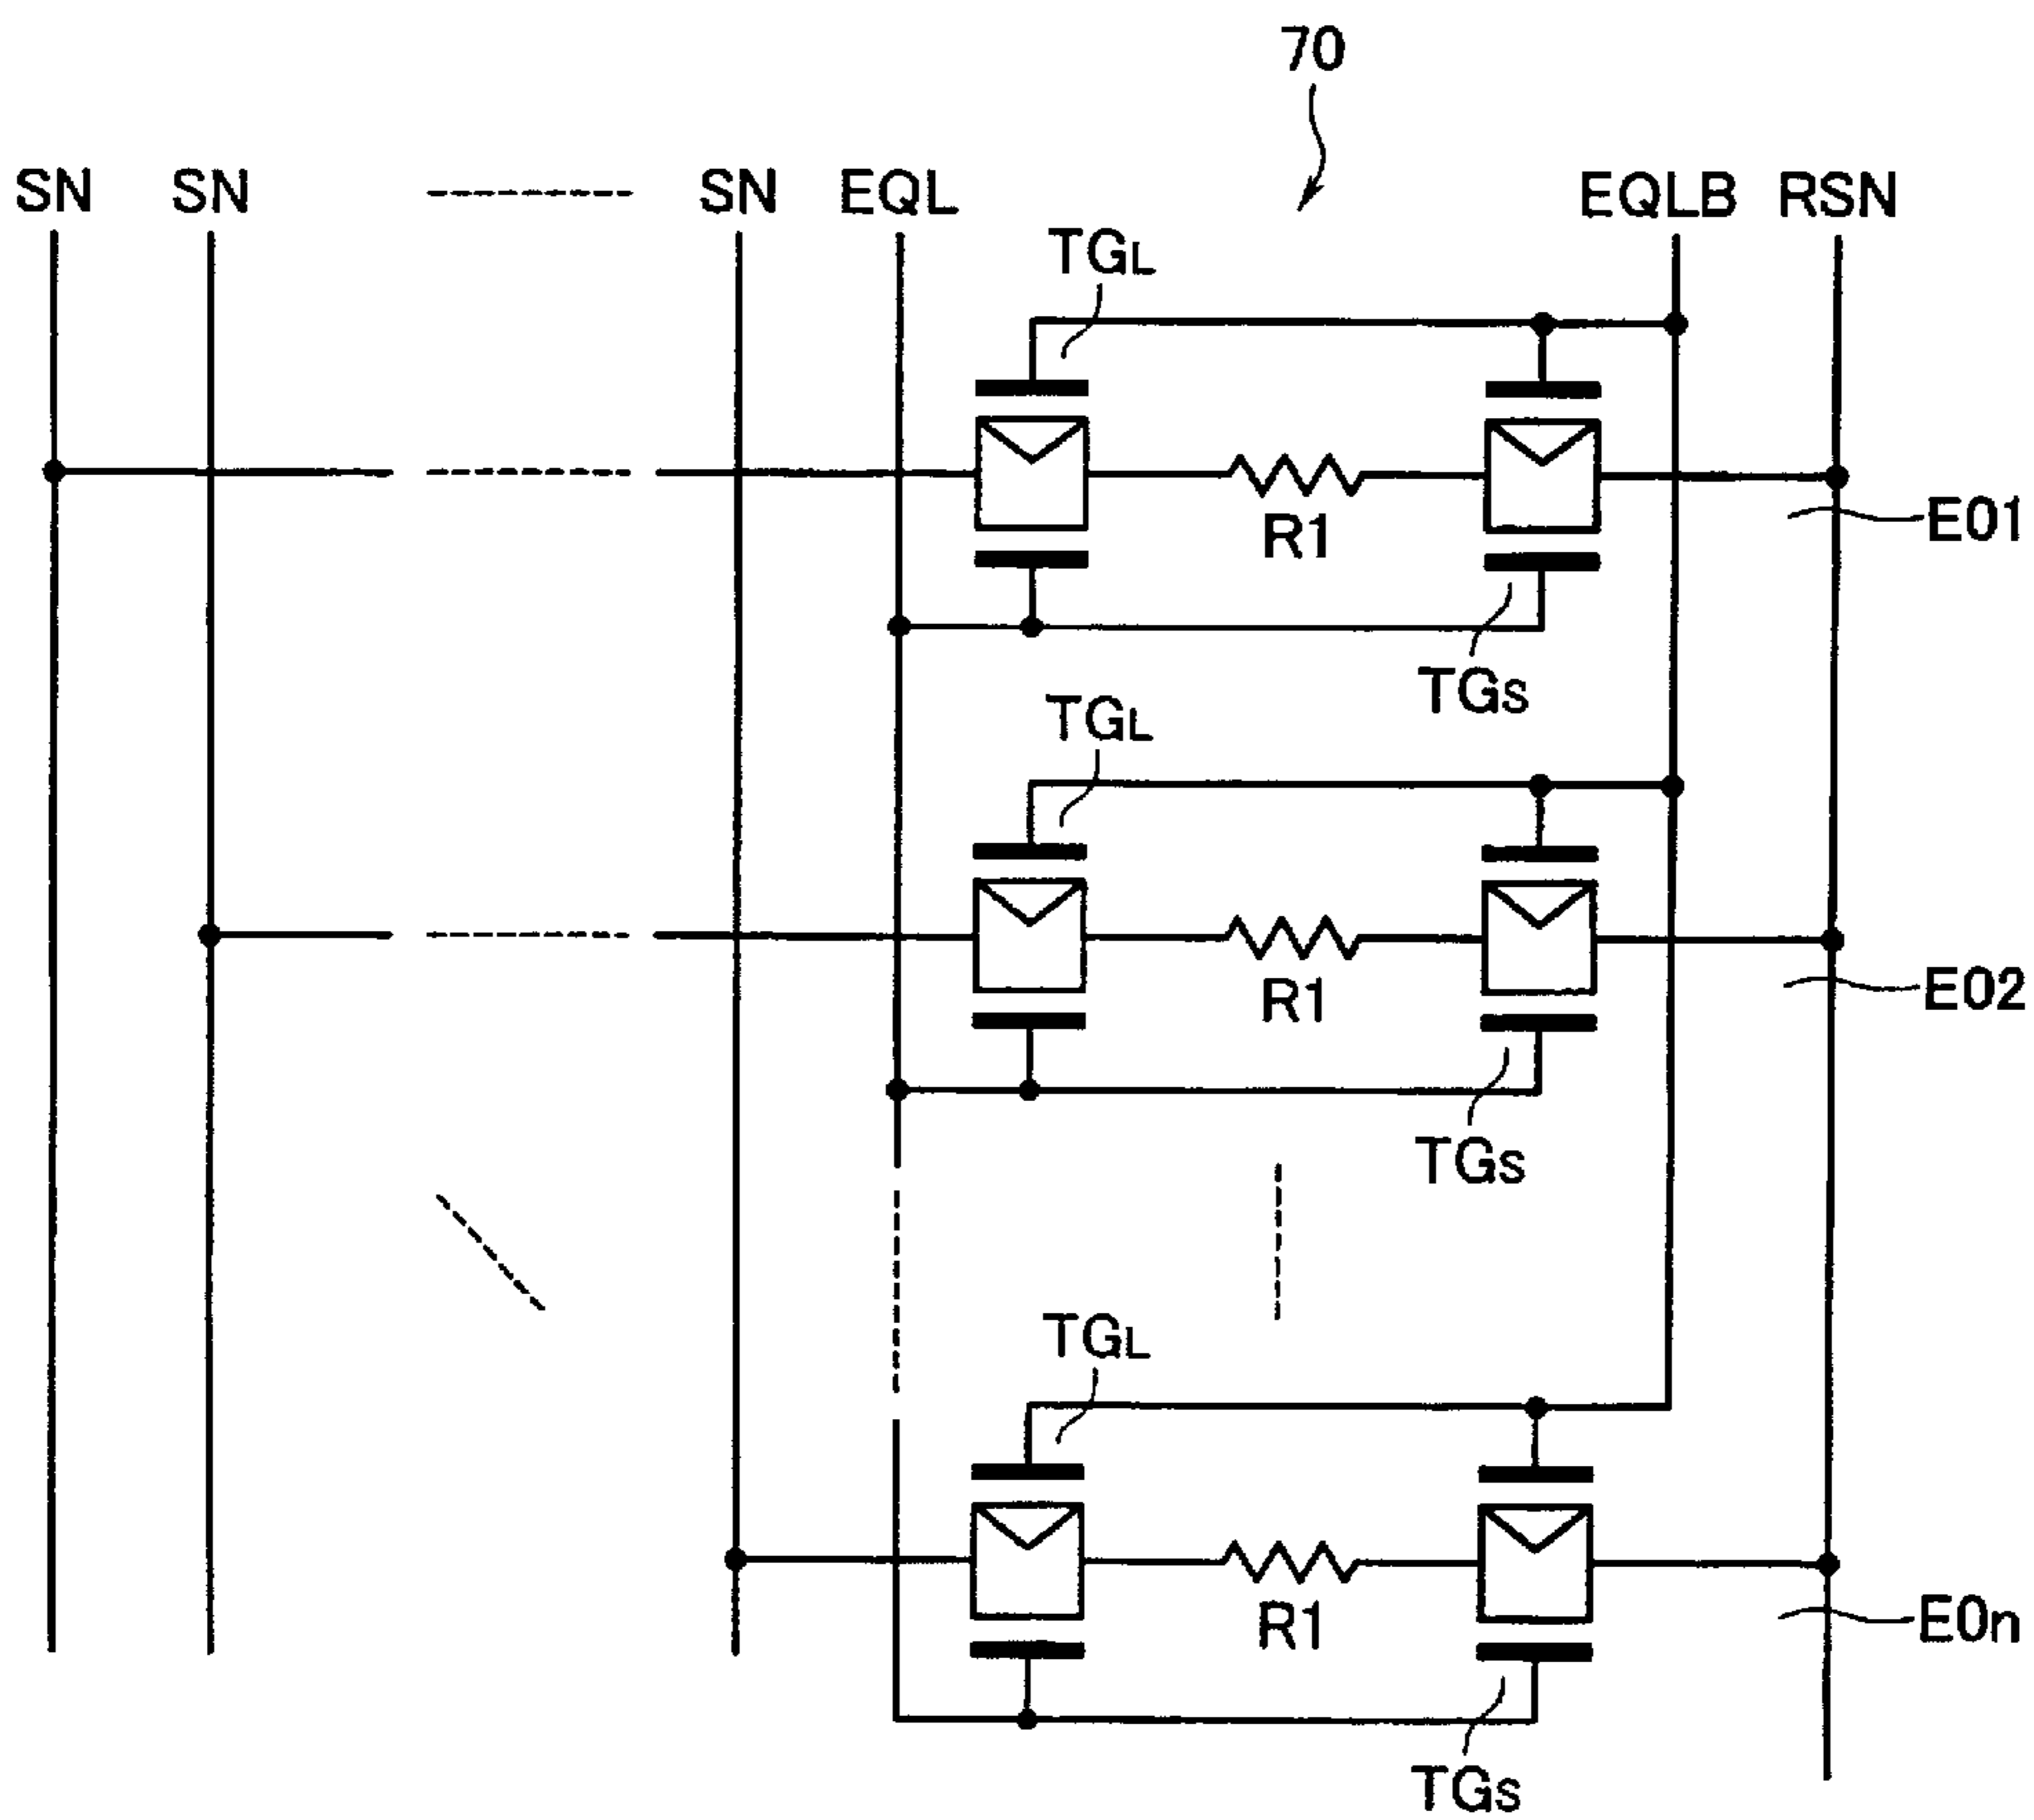 70
SN SN SN EQL EQLB RSN
TGL
R1
E01
TGS
TGL
R1
E02
TGS
TGL
R1
E0n
TGS